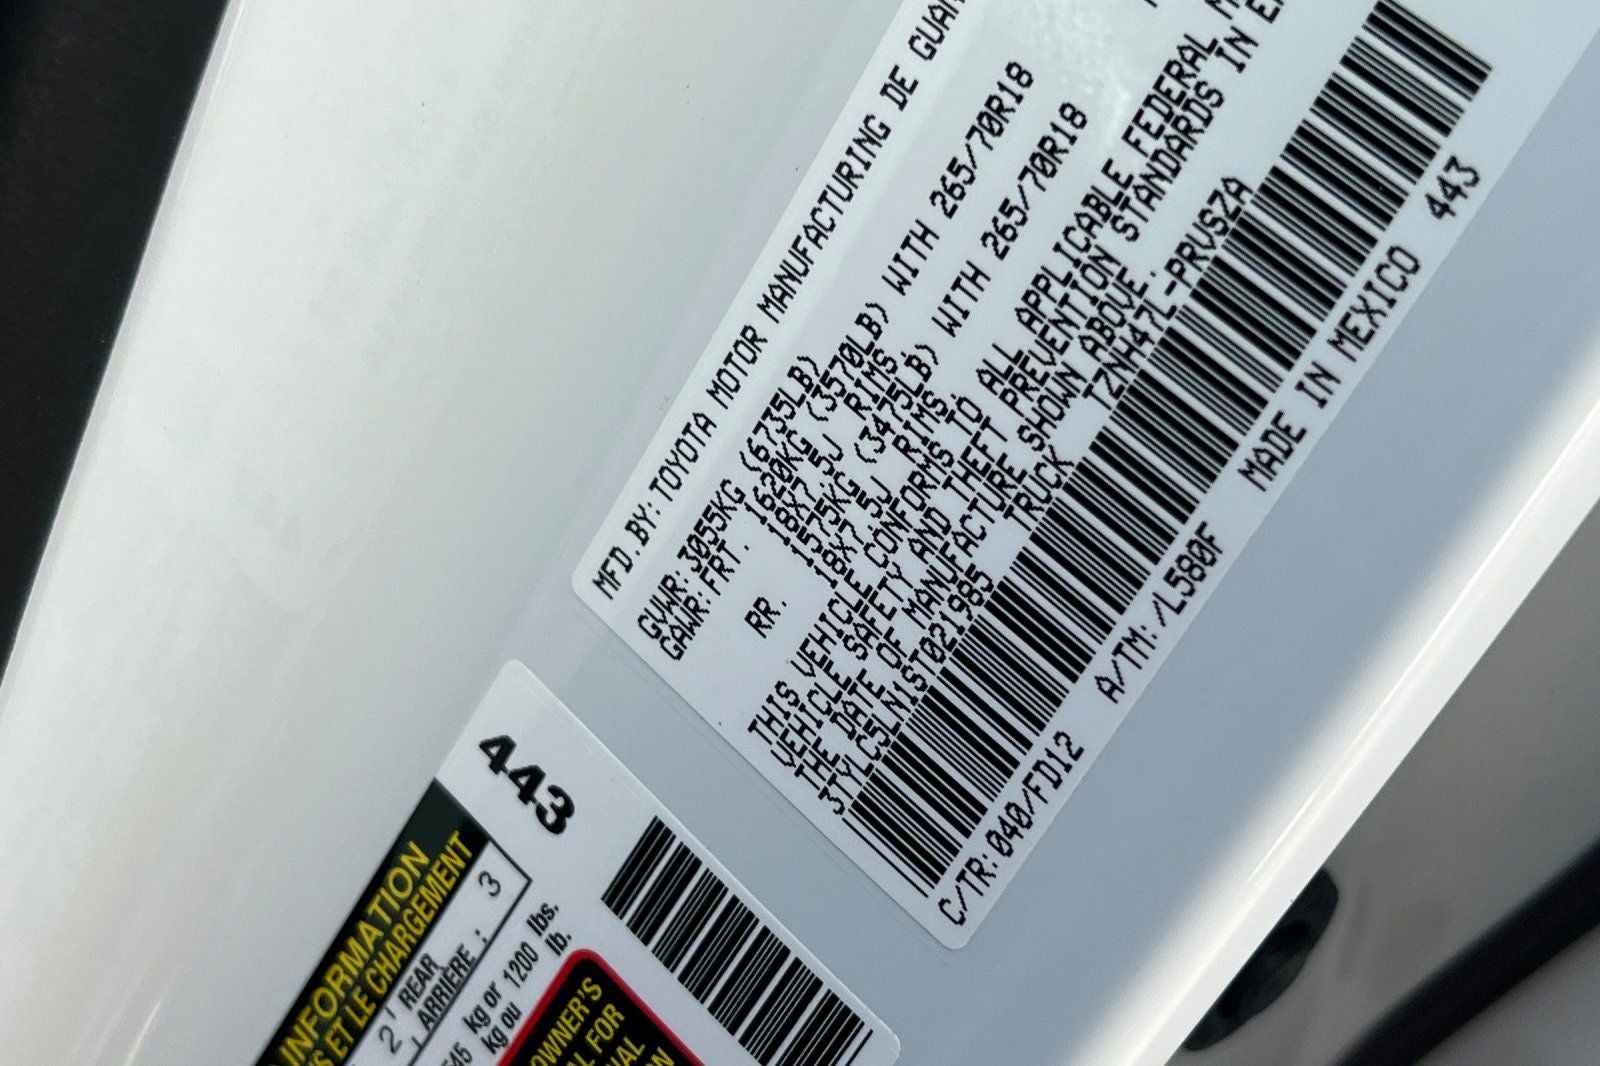 MFD.BY:TOYOTA MOTOR MANUFACTURING DE
GVWR:3055KG (6735LB)
GAWR:FRT. 1620KG (3570LB) WITH 265/70R18
18X7.5J RIMS,
RR. 1575KG (3475LB) WITH 265/70R18
18X7.5J RIMS,
THIS VEHICLE CONFORMS TO ALL APPLICABLE FEDERAL
VEHICLE SAFETY AND THEFT PREVENTION STANDARDS IN
THE DATE OF MANUFACTURE SHOWN ABOVE.
3TYLC5LN1ST021985 TRUCK TZNH47L-PRVSZA
C/TR:040/FD12 A/TM:/L580F MADE IN MEXICO 443
443
INFORMATION
ET LE CHARGEMENT
2 REAR 3
ARRIÈRE :
kg or 1200 lbs.
kg ou lb.
OWNER'S
FOR